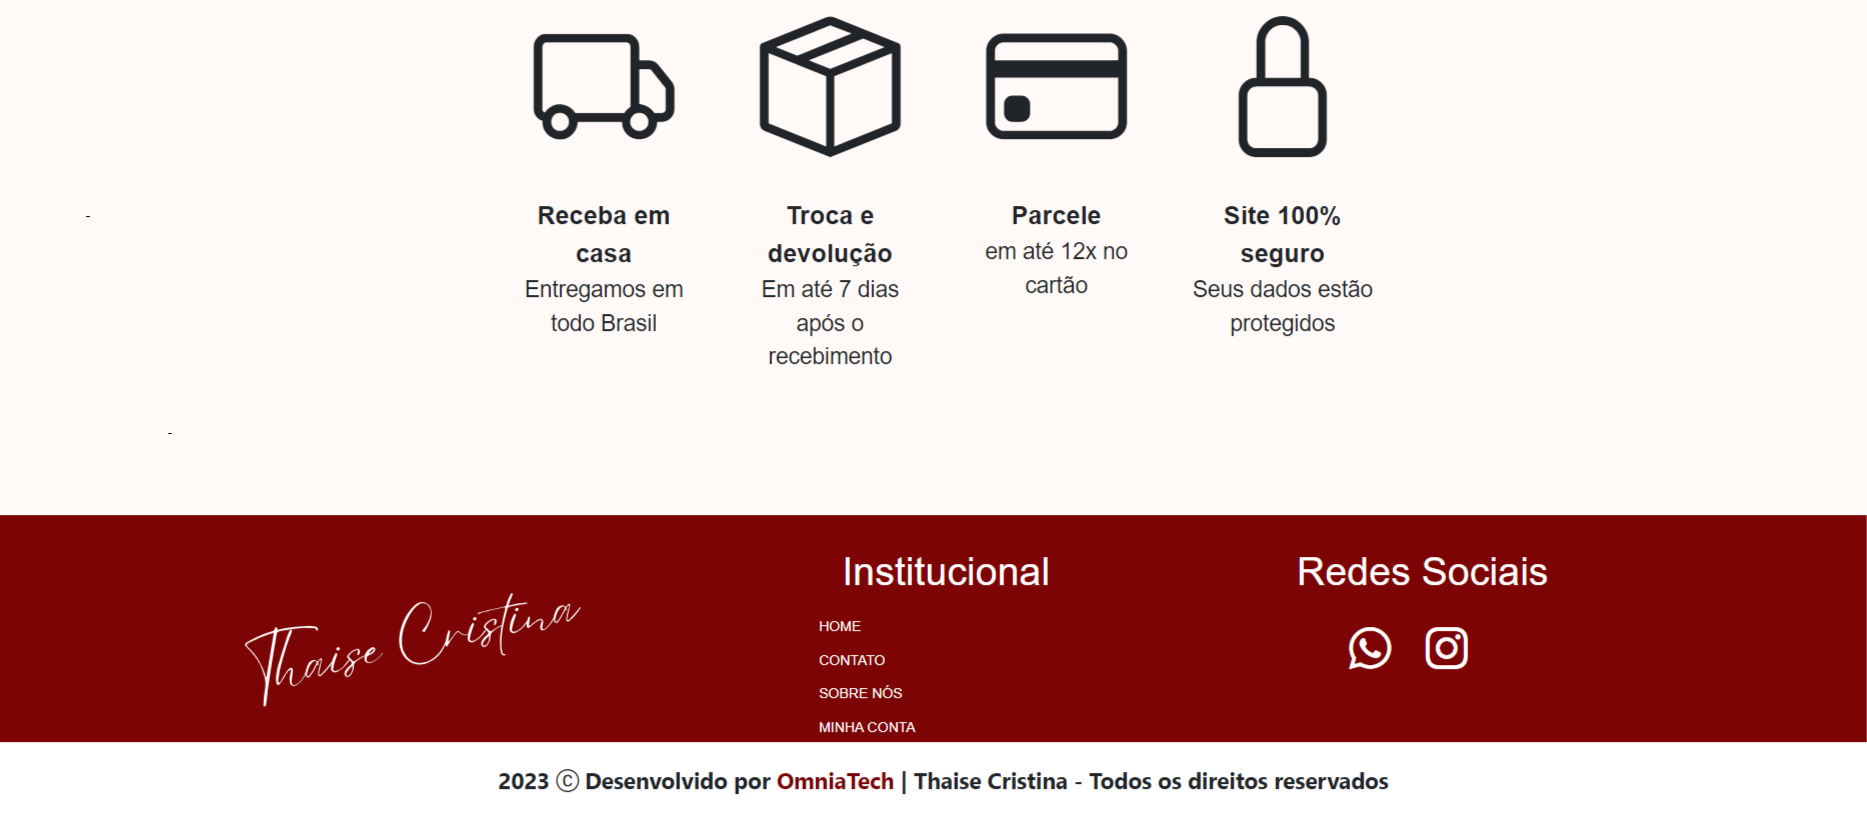 Receba em
casa
Entregamos em
todo Brasil
Troca e
devolução
Em até 7 dias
após o
recebimento
Parcele
em até 12x no
cartão
Site 100%
seguro
Seus dados estão
protegidos
-
-
Thaise Cristina
Institucional
HOME
CONTATO
SOBRE NÓS
MINHA CONTA
Redes Sociais
2023 © Desenvolvido por OmniaTech | Thaise Cristina - Todos os direitos reservados